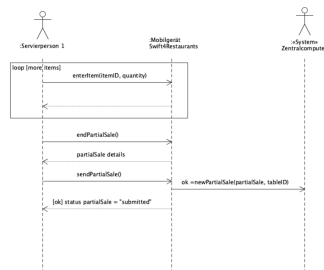 :Servierperson 1
:Mobilgerät
Swift4Restaurants
:«System»
Zentralcompute
loop [more items]
enterItem(itemID, quantity)
endPartialSale()
partialSale details
sendPartialSale()
ok =newPartialSale(partialSale, tableID)
[ok] status partialSale = "submitted"